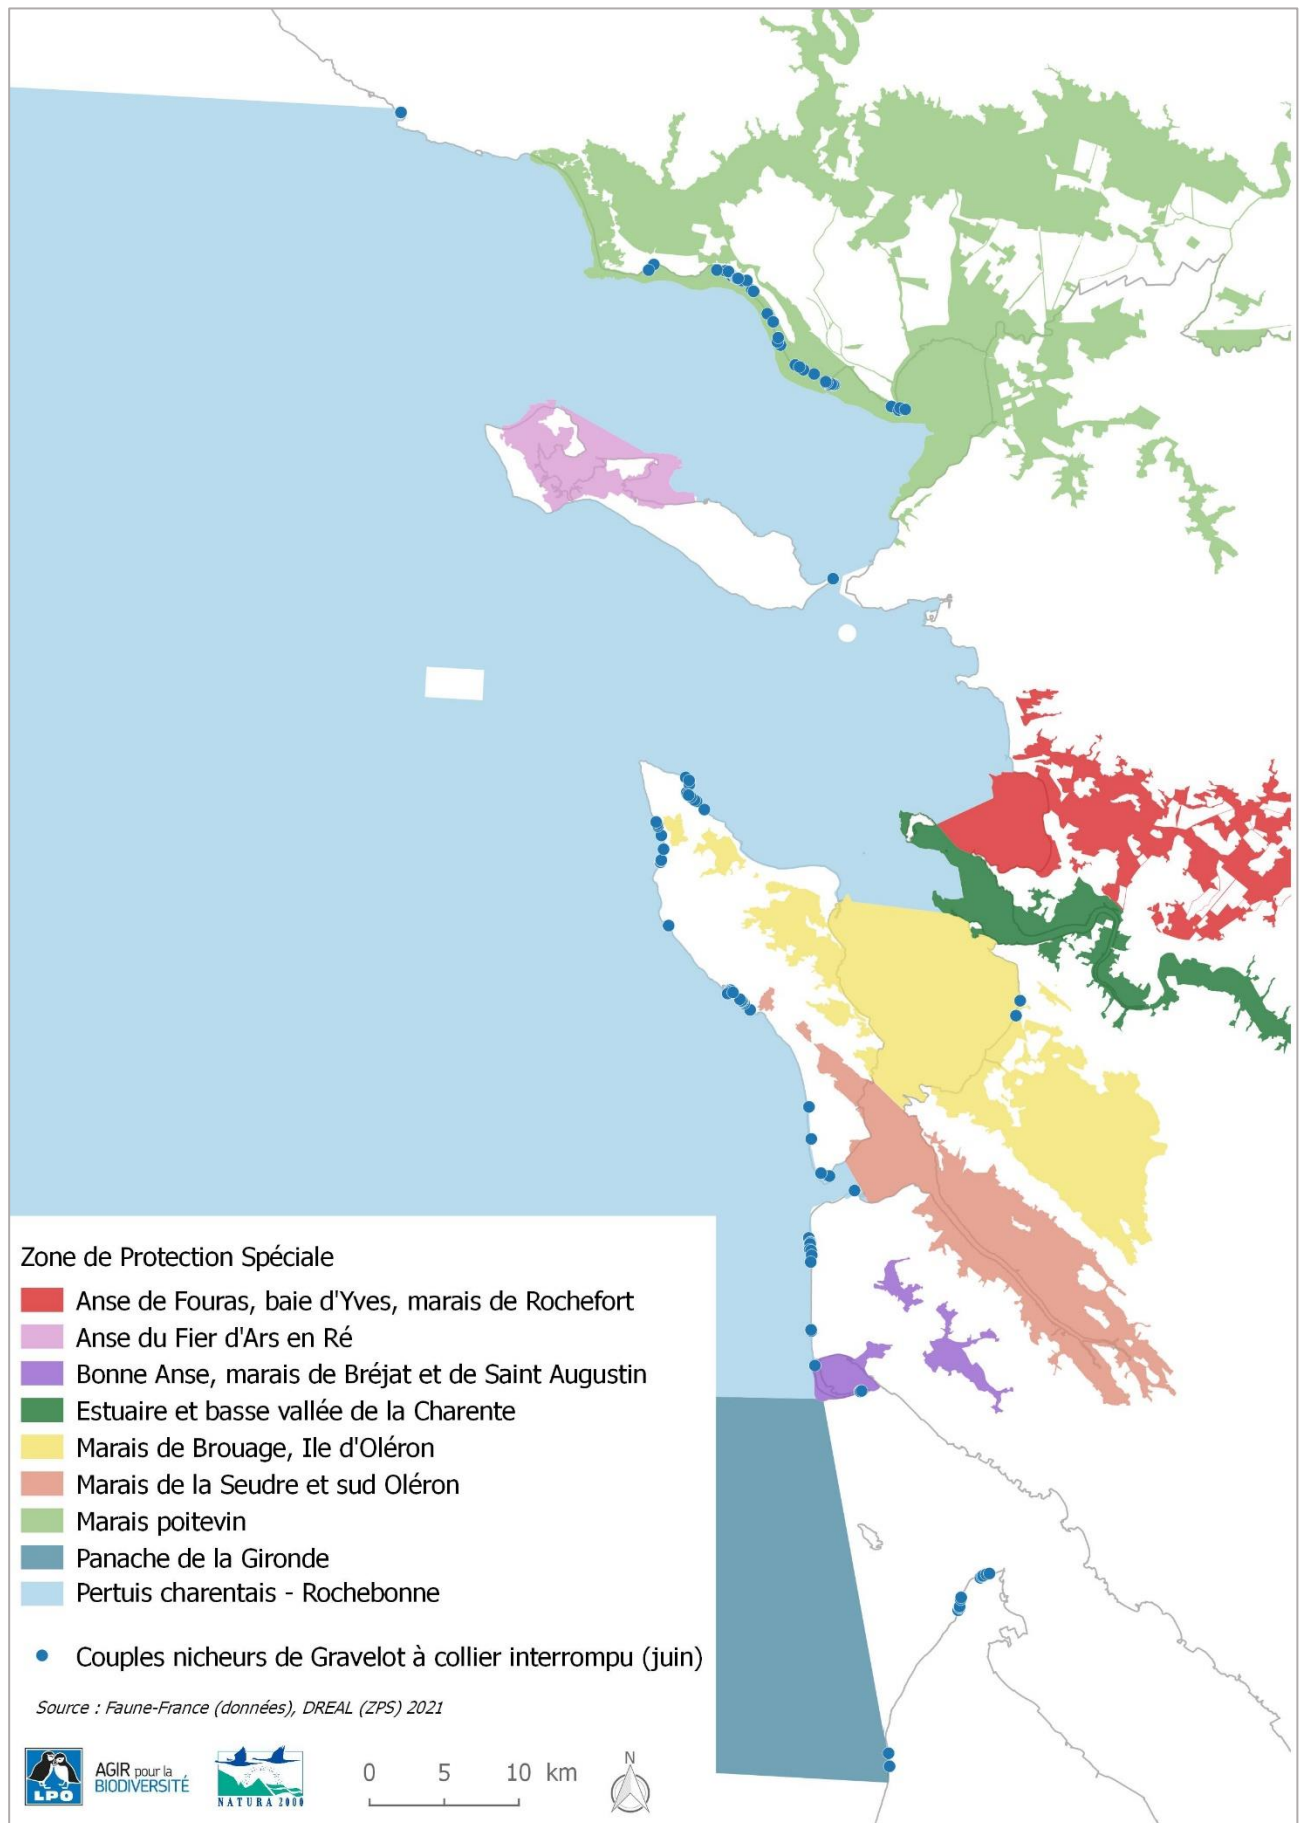 Zone de Protection Spéciale
Anse de Fouras, baie d'Yves, marais de Rochefort
Anse du Fier d'Ars en Ré
Bonne Anse, marais de Bréjat et de Saint Augustin
Estuaire et basse vallée de la Charente
Marais de Brouage, Ile d'Oléron
Marais de la Seudre et sud Oléron
Marais poitevin
Panache de la Gironde
Pertuis charentais - Rochebonne
Couples nicheurs de Gravelot à collier interrompu (juin)
Source : Faune-France (données), DREAL (ZPS) 2021
LPO
AGIR pour la
BIODIVERSITÉ
NATURA 2000
0 5 10 km
N